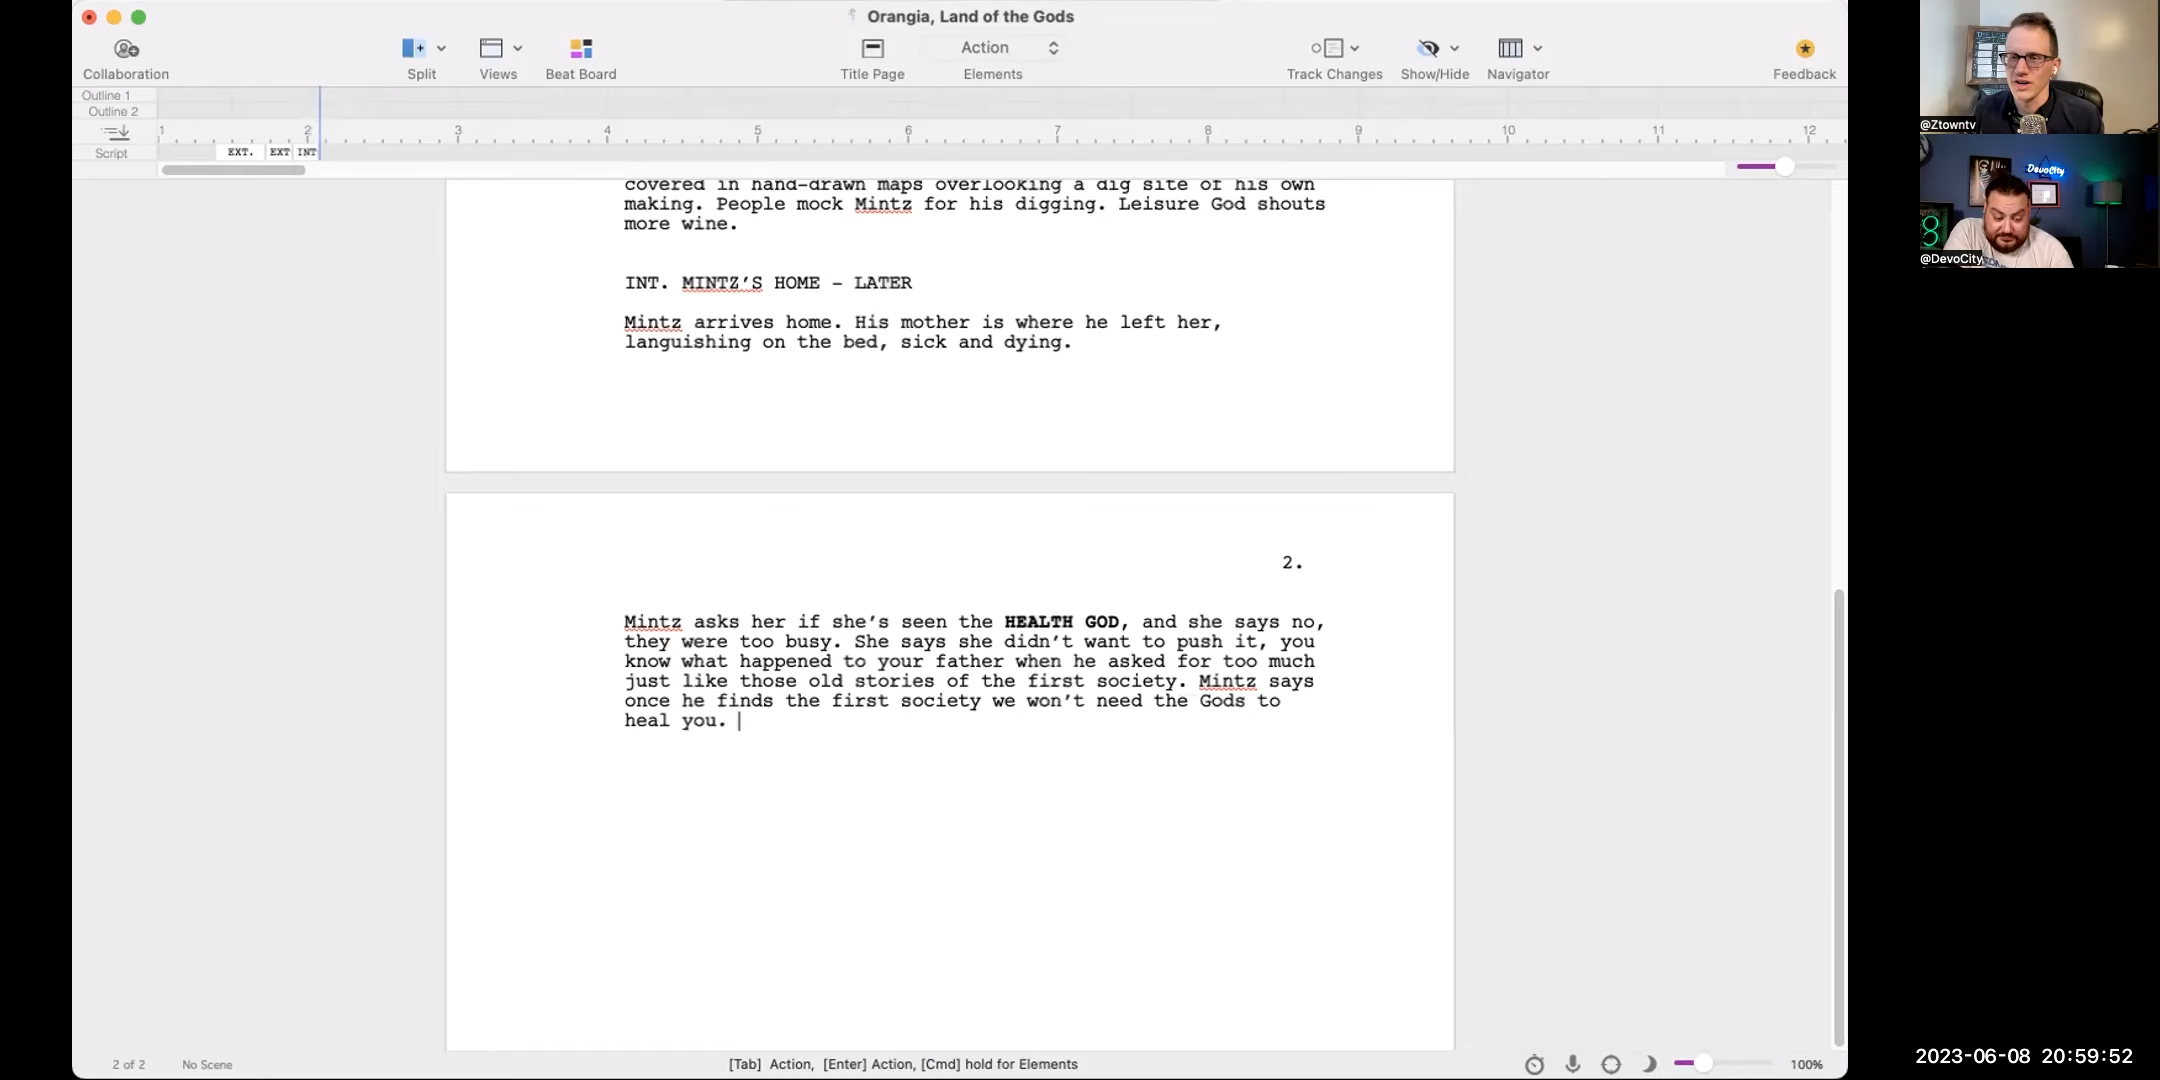 Orangia, Land of the Gods
Collaboration
Split
Views
Beat Board
Title Page
Action
Elements
Track Changes
Show/Hide
Navigator
Feedback
Outline 1
Outline 2
1 2 3 4 5 6 7 8 9 10 11 12
Script
EXT. EXT INT
covered in hand-drawn maps overlooking a dig site of his own
making. People mock Mintz for his digging. Leisure God shouts
more wine.
INT. MINTZ'S HOME - LATER
Mintz arrives home. His mother is where he left her,
languishing on the bed, sick and dying.
2.
Mintz asks her if she's seen the HEALTH GOD, and she says no,
they were too busy. She says she didn't want to push it, you
know what happened to your father when he asked for too much
just like those old stories of the first society. Mintz says
once he finds the first society we won't need the Gods to
heal you.
2 of 2
No Scene
[Tab] Action, [Enter] Action, [Cmd] hold for Elements
100%
@Ztowntv
DevoCity
8
@DevoCity
2023-06-08 20:59:52